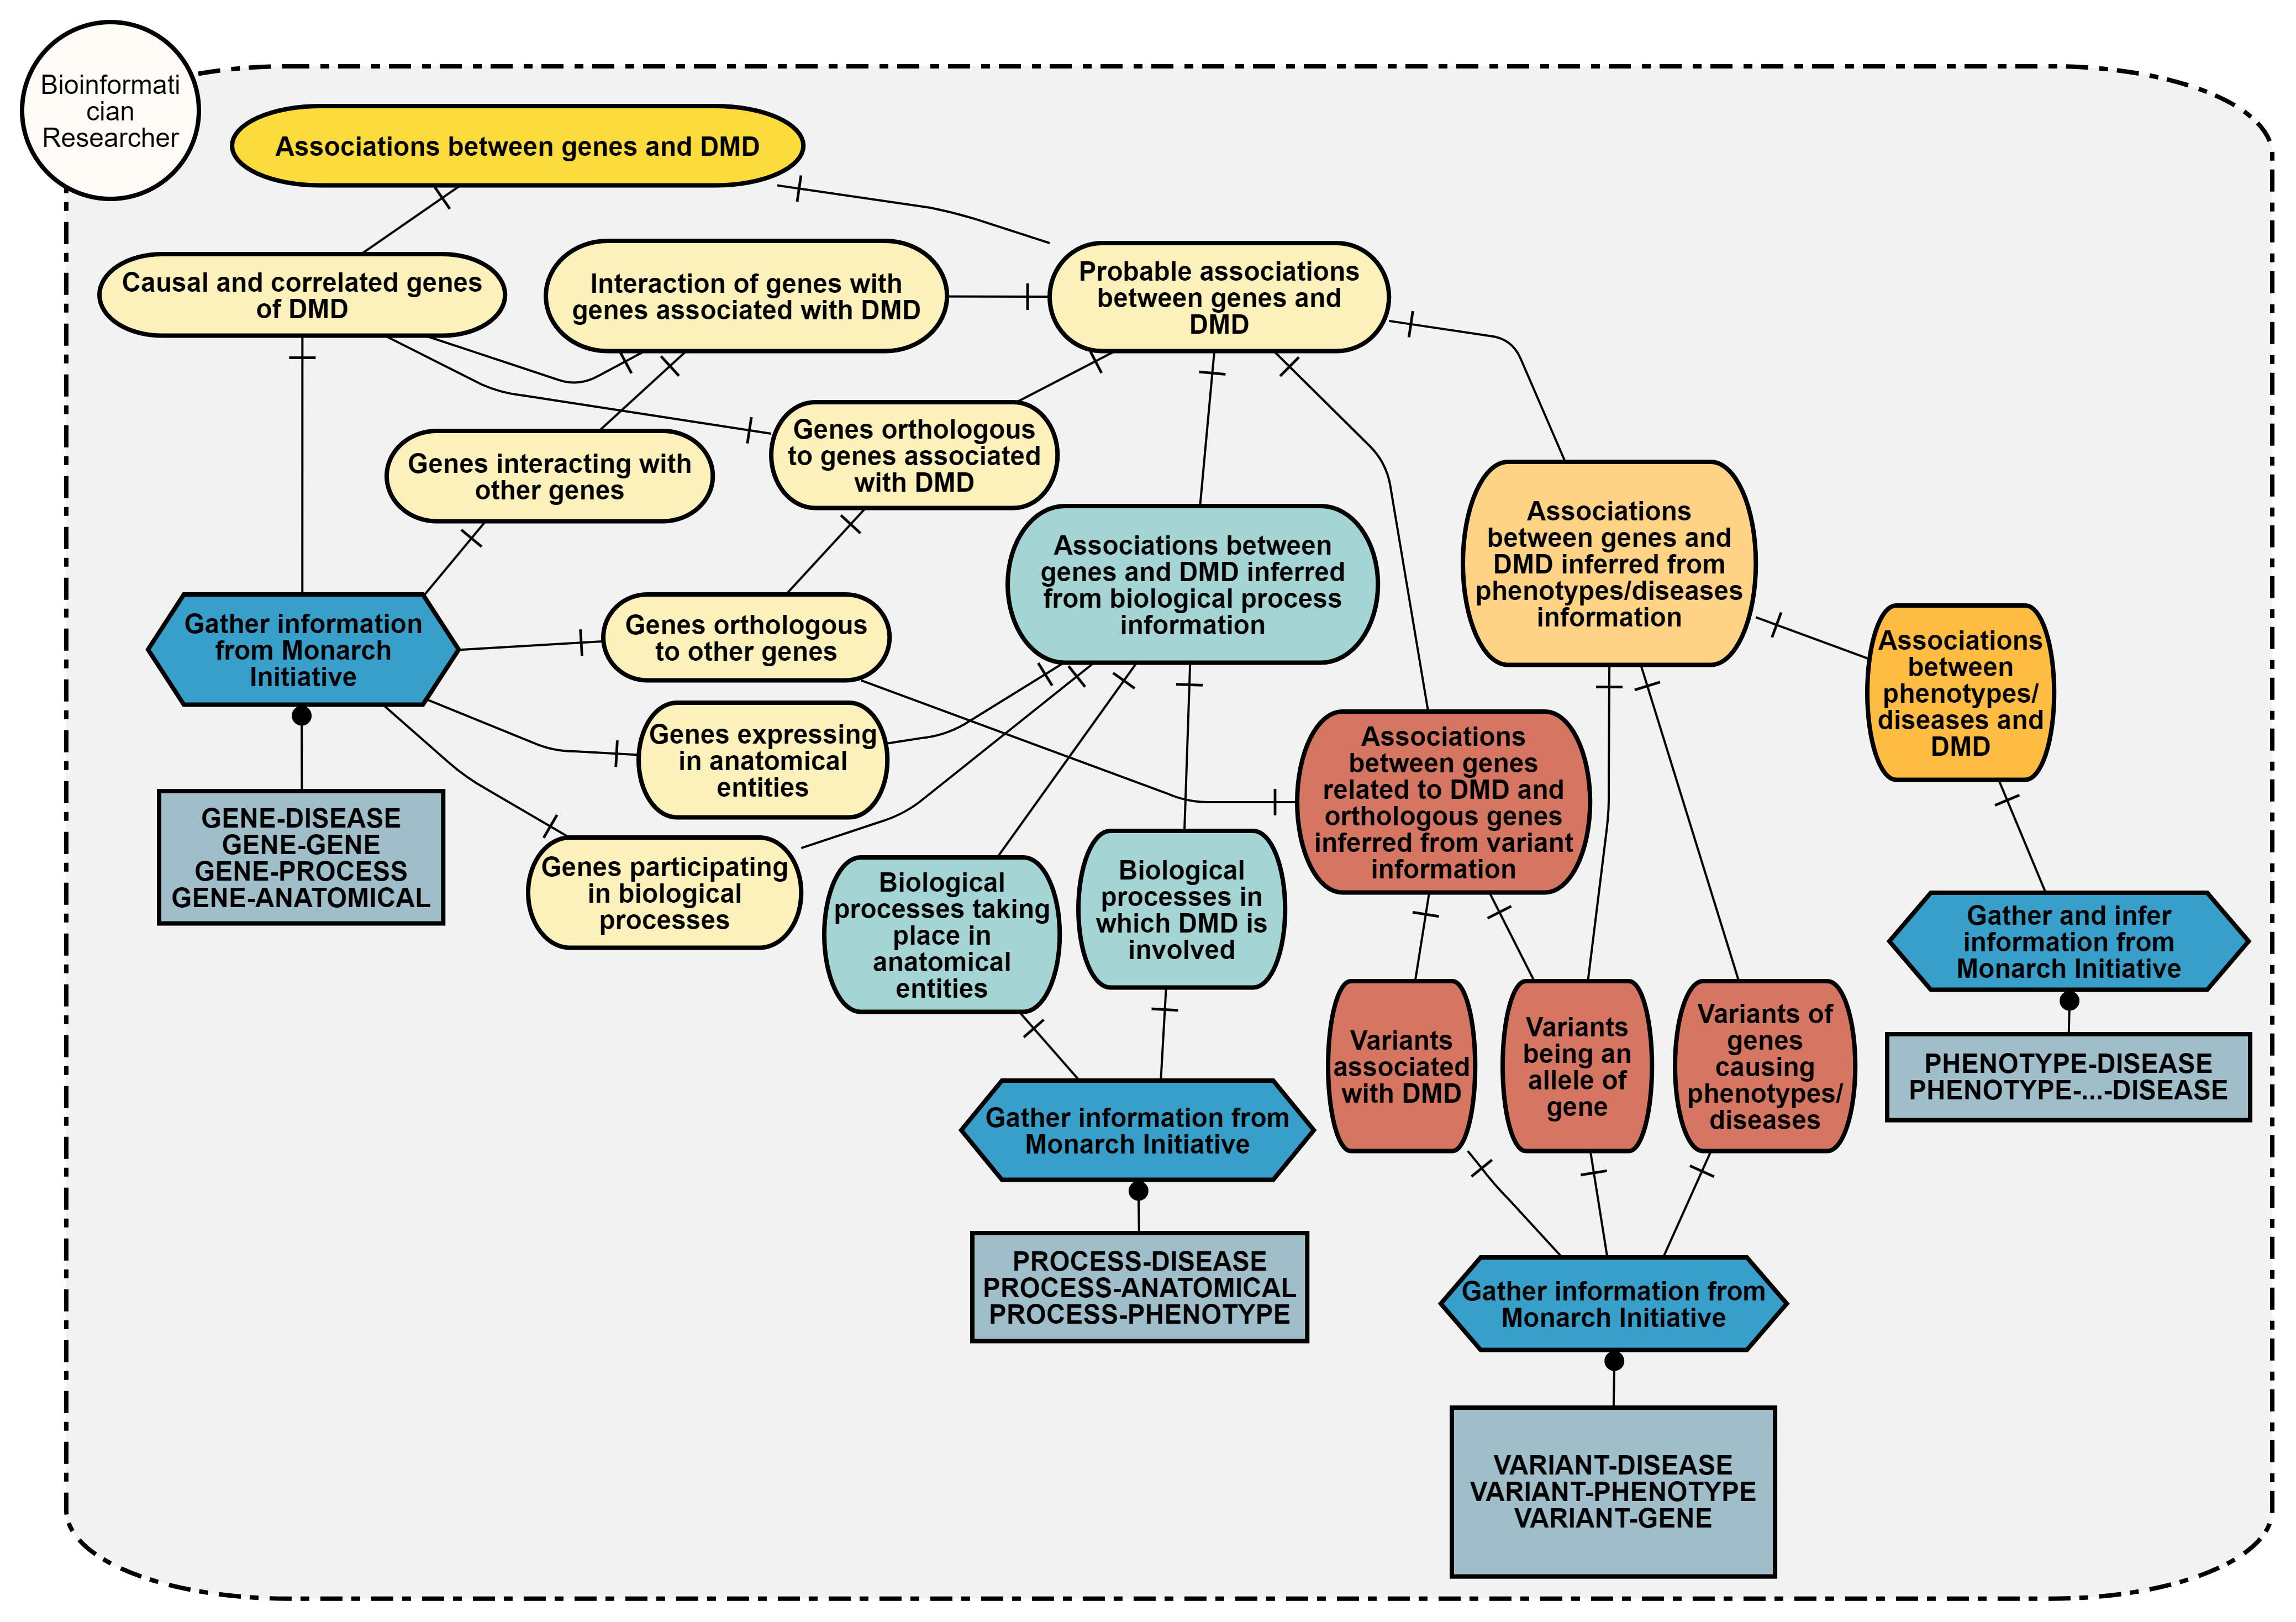 Bioinformati
cian
Researcher
Associations between genes and DMD
Causal and correlated genes
of DMD
Interaction of genes with
genes associated with DMD
Probable associations
between genes and
DMD
Genes interacting with
other genes
Genes orthologous
to genes associated
with DMD
Associations between
genes and DMD inferred
from biological process
information
Associations
between genes and
DMD inferred from
phenotypes/diseases
information
Gather information
from Monarch
Initiative
Genes orthologous
to other genes
Associations
between
phenotypes/
diseases and
DMD
Genes expressing
in anatomical
entities
Associations
between genes
related to DMD and
orthologous genes
inferred from variant
information
GENE-DISEASE
GENE-GENE
GENE-PROCESS
GENE-ANATOMICAL
Genes participating
in biological
processes
Biological
processes taking
place in
anatomical
entities
Biological
processes in
which DMD is
involved
Gather and infer
information from
Monarch Initiative
Variants
associated
with DMD
Variants
being an
allele of
gene
Variants of
genes
causing
phenotypes/
diseases
PHENOTYPE-DISEASE
PHENOTYPE-...-DISEASE
Gather information from
Monarch Initiative
PROCESS-DISEASE
PROCESS-ANATOMICAL
PROCESS-PHENOTYPE
Gather information from
Monarch Initiative
VARIANT-DISEASE
VARIANT-PHENOTYPE
VARIANT-GENE